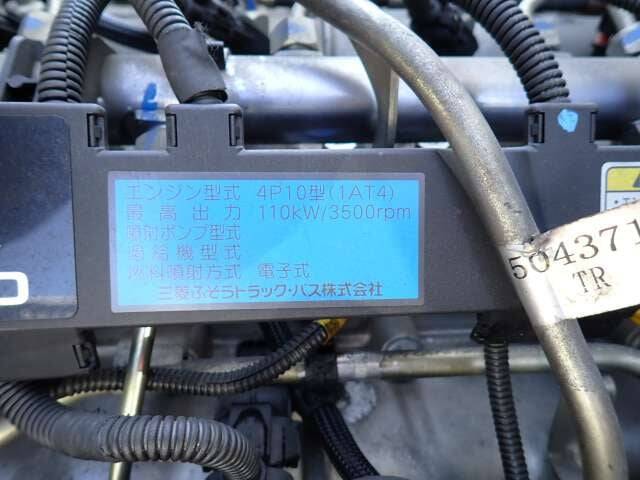 エンジン型式 4P10型(1AT4)
最高出力 110kW/3500rpm
噴射ポンプ型式
過給機型式
燃料噴射方式 電子式
三菱ふそうトラック・バス株式会社
504371
TR